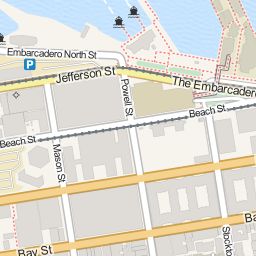 Embarcadero North St
P
Jefferson St
The Embarcadero
Powell St
Beach St
Beach St
Mason St
Bay St
Ba
Stockto